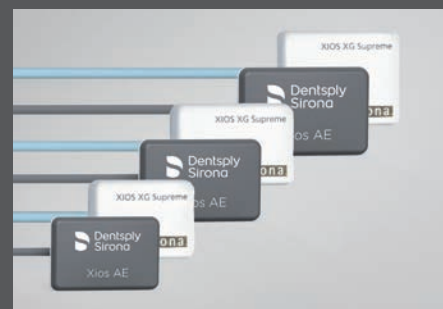 XIOS XG Supreme
Dentsply
Sirona
ona
os AE
XIOS XG Supreme
Dentsply
Sirona
ona
os AE
XIOS XG Supreme
Dentsply
Sirona
ona
Xios AE